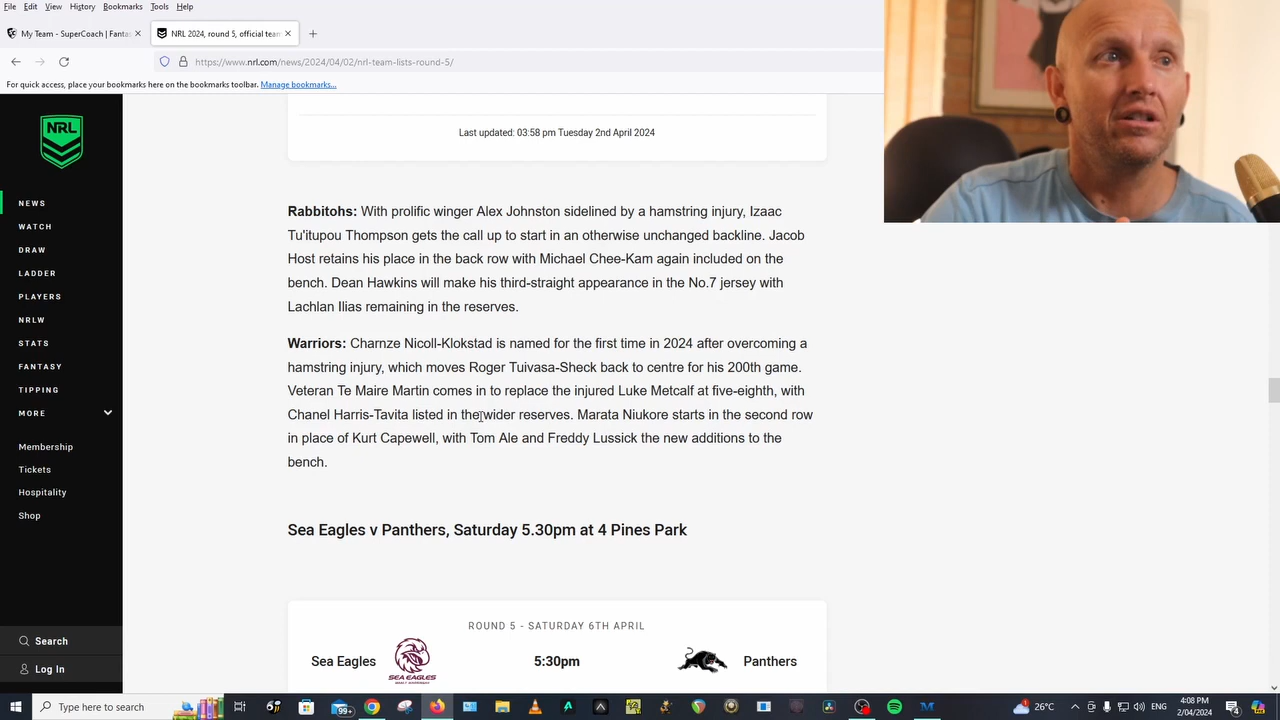 File Edit View History Bookmarks Tools Help
My Team - SuperCoach | Fanta
NRL 2024, round 5, official team
https://www.nrl.com/news/2024/04/02/nrl-team-lists-round-5/
For quick access, place your bookmarks here on the bookmarks toolbar. Manage bookmarks...
NRL
NEWS
WATCH
DRAW
LADDER
PLAYERS
NRLW
STATS
FANTASY
TIPPING
MORE
Membership
Tickets
Hospitality
Shop
Search
Log In
Last updated: 03:58 pm Tuesday 2nd April 2024
Rabbitohs: With prolific winger Alex Johnston sidelined by a hamstring injury, Izaac
Tu'itupou Thompson gets the call up to start in an otherwise unchanged backline. Jacob
Host retains his place in the back row with Michael Chee-Kam again included on the
bench. Dean Hawkins will make his third-straight appearance in the No.7 jersey with
Lachlan Ilias remaining in the reserves.
Warriors: Charnze Nicoll-Klokstad is named for the first time in 2024 after overcoming a
hamstring injury, which moves Roger Tuivasa-Sheck back to centre for his 200th game.
Veteran Te Maire Martin comes in to replace the injured Luke Metcalf at five-eighth, with
Chanel Harris-Tavita listed in the wider reserves. Marata Niukore starts in the second row
in place of Kurt Capewell, with Tom Ale and Freddy Lussick the new additions to the
bench.
Sea Eagles v Panthers, Saturday 5.30pm at 4 Pines Park
ROUND 5 - SATURDAY 6TH APRIL
Sea Eagles
SEA EAGLES
5:30pm
Panthers
Type here to search
99+
26°C
4:08 PM
2/04/2024